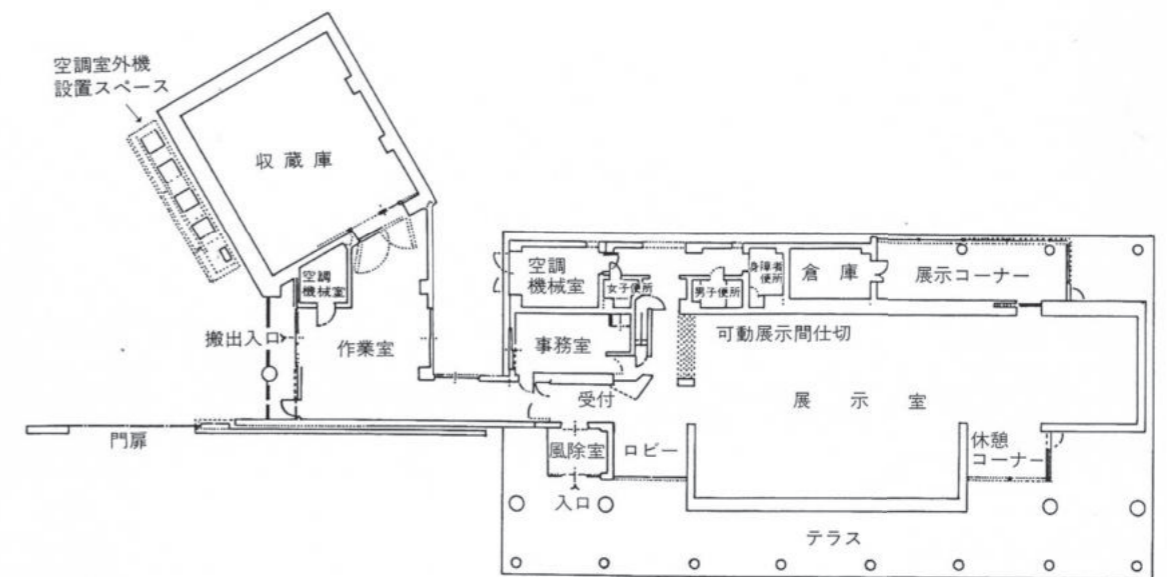 空調室外機
設置スペース
収蔵庫
空調
機械室
搬出入口
作業室
門扉
空調
機械室
女子便所
男子便所
身障者
便所
倉庫
展示コーナー
事務室
可動展示間仕切
受付
展示室
風除室
ロビー
休憩
コーナー
入口
テラス